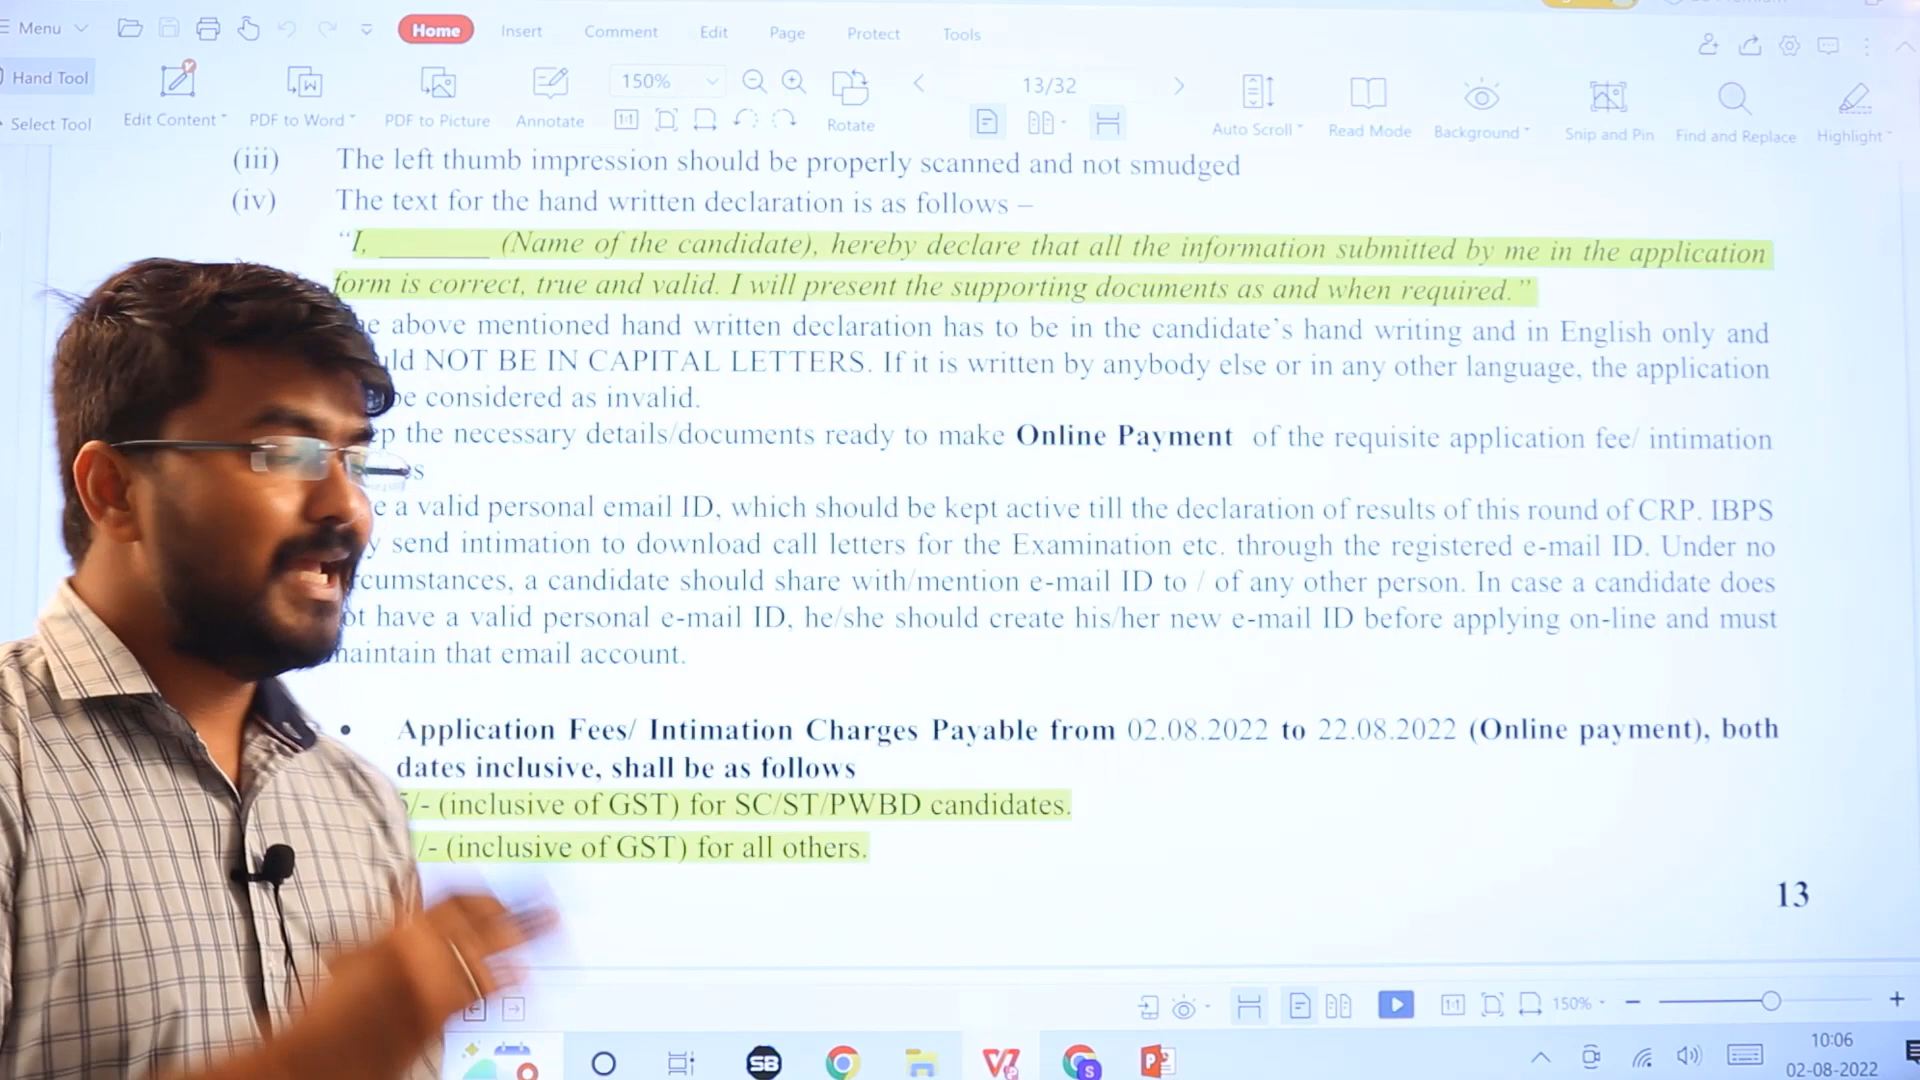 Menu
Home Insert Comment Edit Page Protect Tools
Hand Tool
150%
13/32
Select Tool Edit Content PDF to Word PDF to Picture Annotate Rotate Auto Scroll Read Mode Background Snip and Pin Find and Replace Highlight
(iii) The left thumb impression should be properly scanned and not smudged
(iv) The text for the hand written declaration is as follows –
“I, ________ (Name of the candidate), hereby declare that all the information submitted by me in the application
form is correct, true and valid. I will present the supporting documents as and when required.”
above mentioned hand written declaration has to be in the candidate’s hand writing and in English only and
NOT BE IN CAPITAL LETTERS. If it is written by anybody else or in any other language, the application
be considered as invalid.
the necessary details/documents ready to make Online Payment of the requisite application fee/ intimation
a valid personal email ID, which should be kept active till the declaration of results of this round of CRP. IBPS
send intimation to download call letters for the Examination etc. through the registered e-mail ID. Under no
cumstances, a candidate should share with/mention e-mail ID to / of any other person. In case a candidate does
ot have a valid personal e-mail ID, he/she should create his/her new e-mail ID before applying on-line and must
maintain that email account.
• Application Fees/ Intimation Charges Payable from 02.08.2022 to 22.08.2022 (Online payment), both
dates inclusive, shall be as follows
/- (inclusive of GST) for SC/ST/PWBD candidates.
/- (inclusive of GST) for all others.
13
150%
SB
10:06
02-08-2022